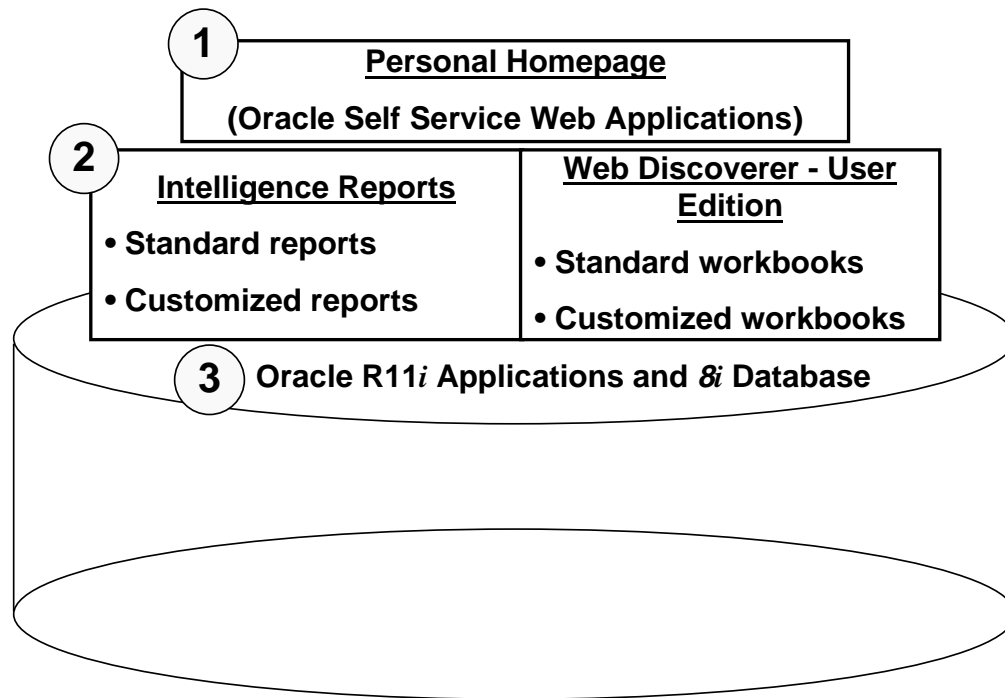 1
Personal Homepage
(Oracle Self Service Web Applications)
2
Intelligence Reports
• Standard reports
• Customized reports
Web Discoverer - User
Edition
• Standard workbooks
• Customized workbooks
3
Oracle R11i Applications and 8i Database